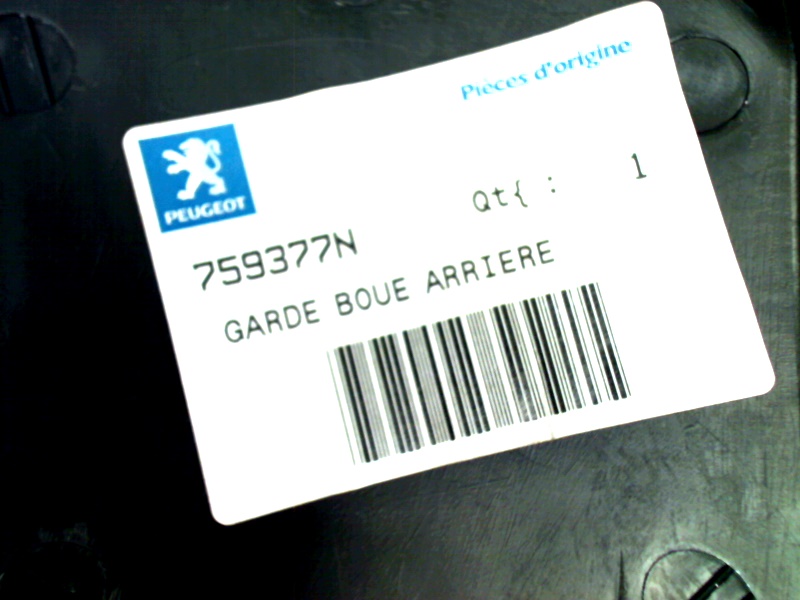 Pièces d'origine
PEUGEOT
Qt{ : 1
759377N
GARDE BOUE ARRIERE